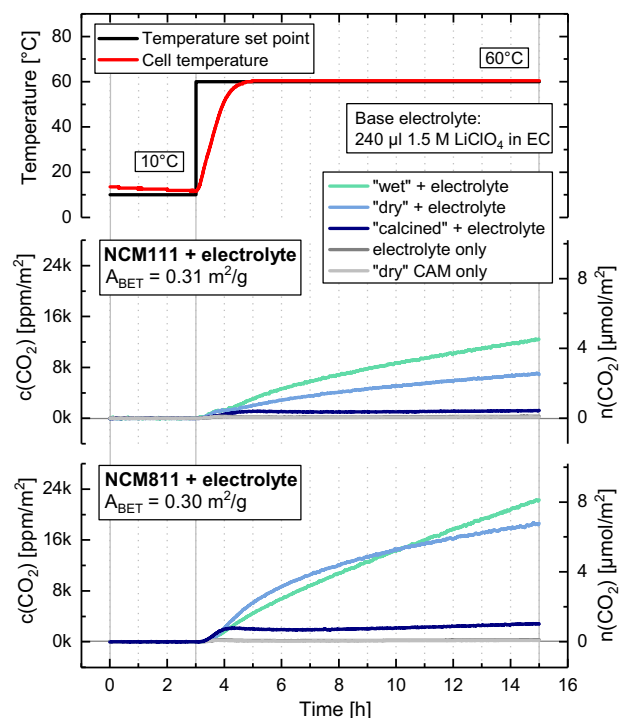 80
60
40
20
0
Temperature [°C]
Temperature set point
Cell temperature
10°C
60°C
Base electrolyte:
240 µl 1.5 M LiClO₄ in EC
"wet" + electrolyte
"dry" + electrolyte
"calcined" + electrolyte
electrolyte only
"dry" CAM only
NCM111 + electrolyte
A_BET = 0.31 m²/g
24k
16k
8k
0k
c(CO₂) [ppm/m²]
8
4
0
n(CO₂) [µmol/m²]
NCM811 + electrolyte
A_BET = 0.30 m²/g
24k
16k
8k
0k
c(CO₂) [ppm/m²]
8
4
0
n(CO₂) [µmol/m²]
0 2 4 6 8 10 12 14 16
Time [h]